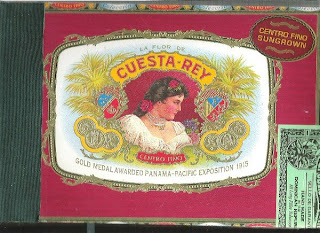 LA FLOR DE
CUESTA-REY
CENTRO FINO
SUNGROWN
CENTRO FINO
GOLD MEDAL AWARDED PANAMA-PACIFIC EXPOSITION 1915